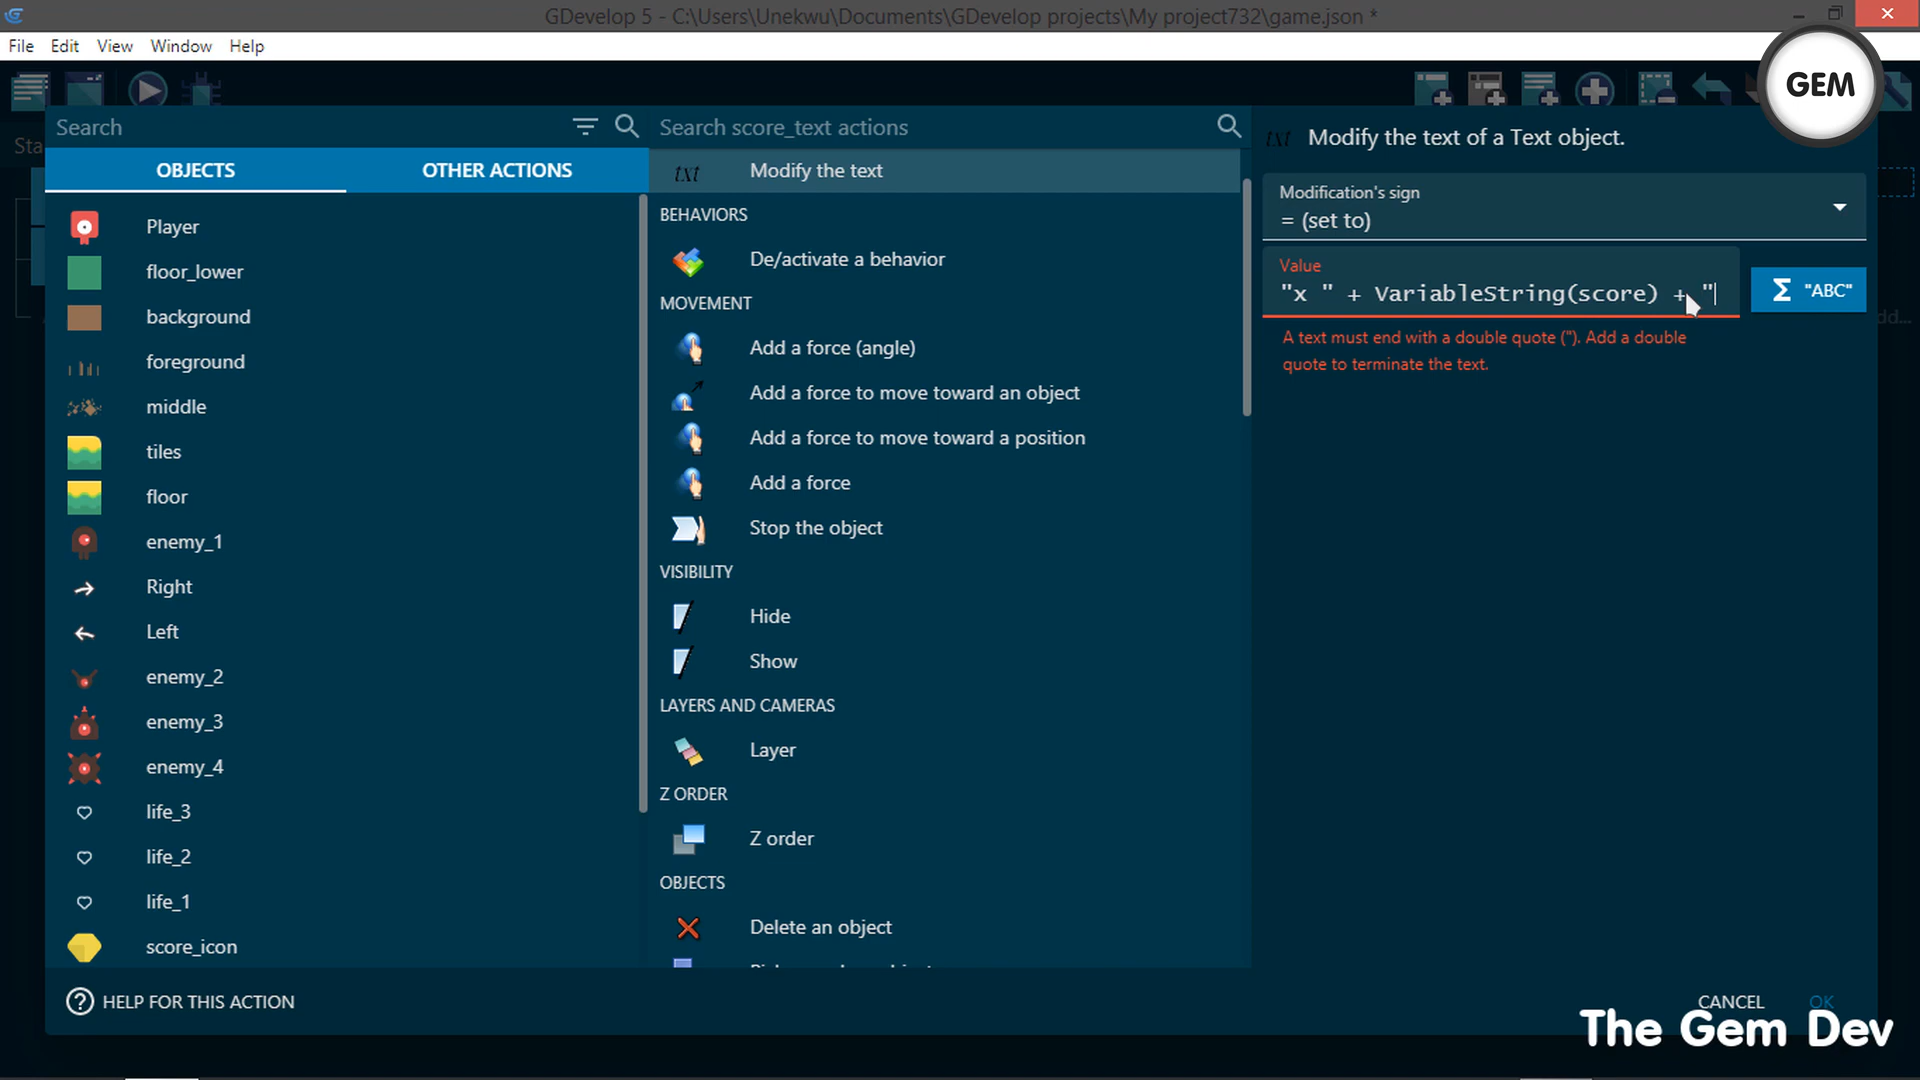 GDevelop 5 - C:\Users\Unekwu\Documents\GDevelop projects\My project732\game.json *
File Edit View Window Help
GEM
Sta
Search
Search score_text actions
txt Modify the text of a Text object.
OBJECTS
OTHER ACTIONS
txt Modify the text
Modification's sign
= (set to)
Player
floor_lower
background
foreground
middle
tiles
floor
enemy_1
Right
Left
enemy_2
enemy_3
enemy_4
life_3
life_2
life_1
score_icon
BEHAVIORS
De/activate a behavior
MOVEMENT
Add a force (angle)
Add a force to move toward an object
Add a force to move toward a position
Add a force
Stop the object
VISIBILITY
Hide
Show
LAYERS AND CAMERAS
Layer
Z ORDER
Z order
OBJECTS
Delete an object
Value
"x " + VariableString(score) + "
Σ "ABC"
A text must end with a double quote ("). Add a double
quote to terminate the text.
dd...
? HELP FOR THIS ACTION
CANCEL
OK
The Gem Dev